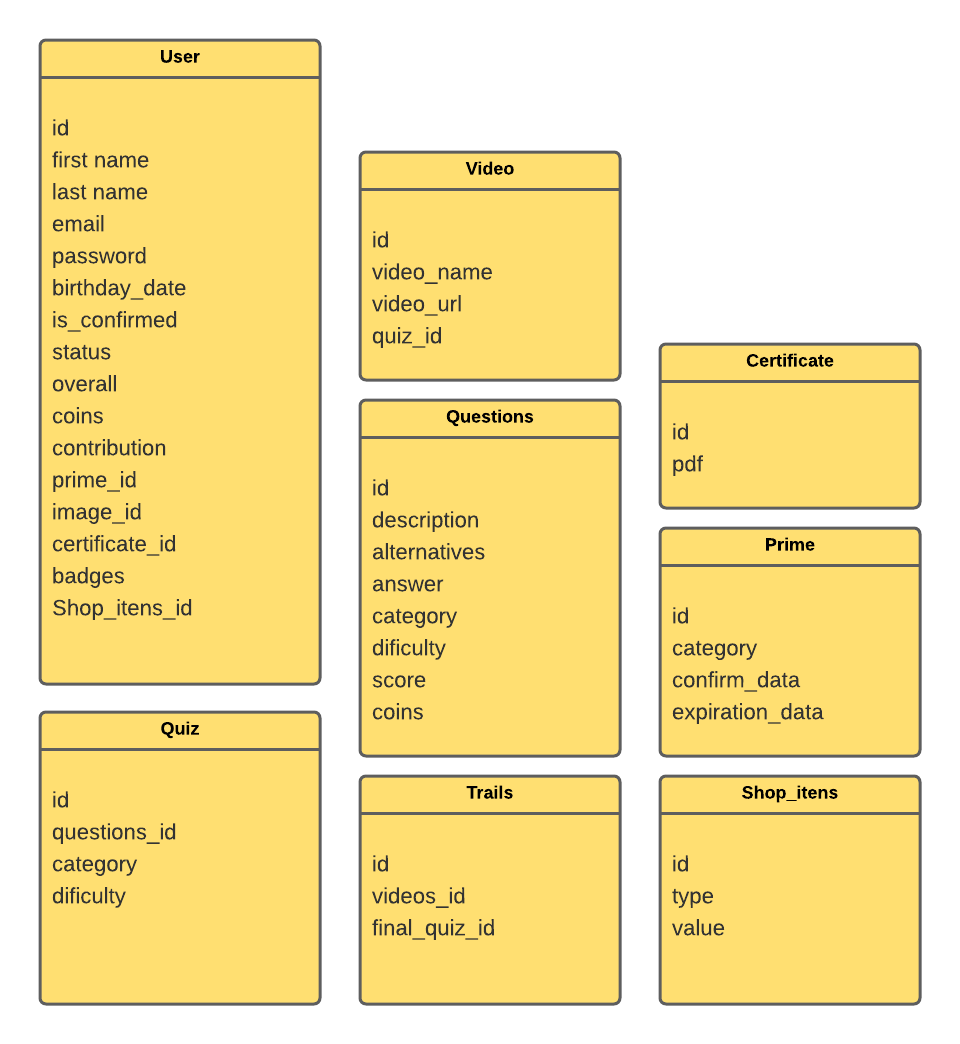 User
id
first name
last name
email
password
birthday_date
is_confirmed
status
overall
coins
contribution
prime_id
image_id
certificate_id
badges
Shop_itens_id
Quiz
id
questions_id
category
dificulty
Video
id
video_name
video_url
quiz_id
Questions
id
description
alternatives
answer
category
dificulty
score
coins
Trails
id
videos_id
final_quiz_id
Certificate
id
pdf
Prime
id
category
confirm_data
expiration_data
Shop_itens
id
type
value